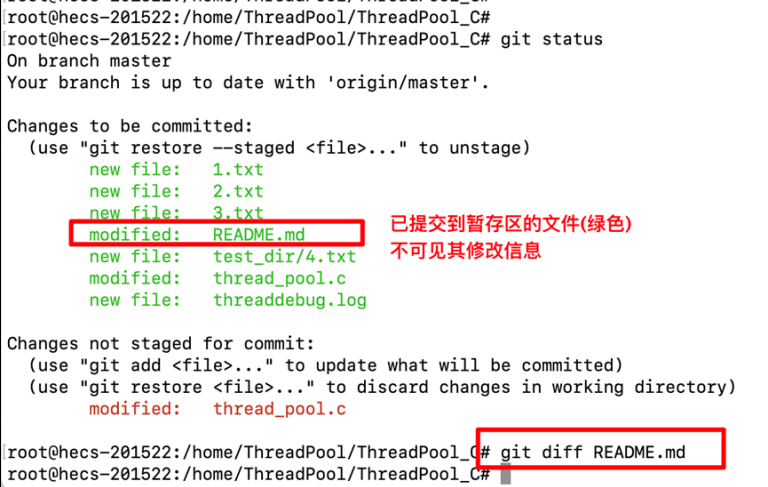 [root@hecs-201522:/home/ThreadPool/ThreadPool_C#
[root@hecs-201522:/home/ThreadPool/ThreadPool_C# git status
On branch master
Your branch is up to date with 'origin/master'.
Changes to be committed:
(use "git restore --staged <file>..." to unstage)
new file: 1.txt
new file: 2.txt
new file: 3.txt
modified: README.md
已提交到暂存区的文件(绿色)
不可见其修改信息
new file: test_dir/4.txt
modified: thread_pool.c
new file: threaddebug.log
Changes not staged for commit:
(use "git add <file>..." to update what will be committed)
(use "git restore <file>..." to discard changes in working directory)
modified: thread_pool.c
[root@hecs-201522:/home/ThreadPool/ThreadPool_C# git diff README.md
root@hecs-201522:/home/ThreadPool/ThreadPool_C#